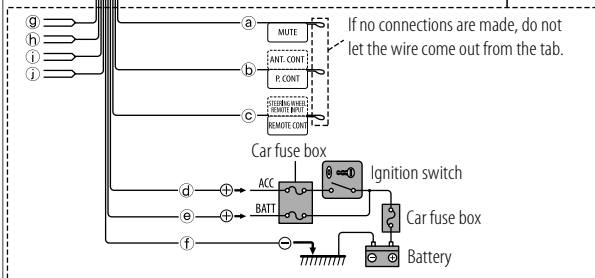 ⓖ
ⓗ
ⓘ
ⓙ
ⓐ
MUTE
If no connections are made, do not
let the wire come out from the tab.
ⓑ
ANT. CONT
P. CONT
ⓒ
STEERING WHEEL
REMOTE INPUT
REMOTE CONT
Car fuse box
Ignition switch
ⓓ
⊕
ACC
ⓔ
⊕
BATT
Car fuse box
ⓕ
⊖
⊖ ⊕
Battery